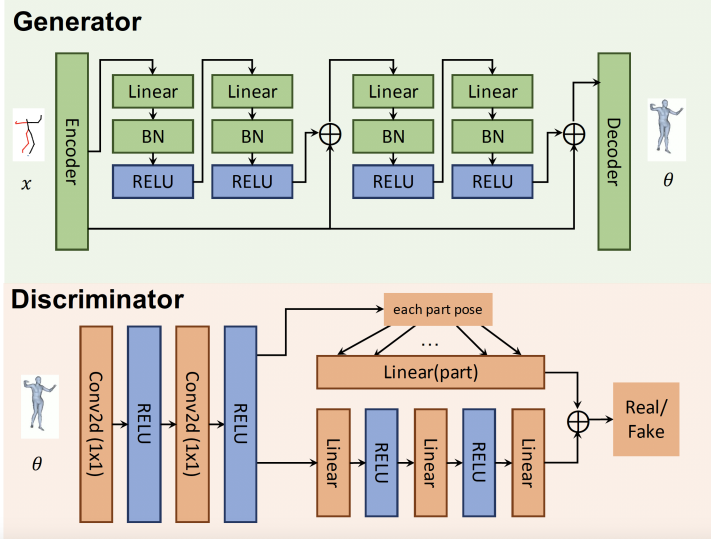 Generator
Encoder
Linear
BN
RELU
Linear
BN
RELU
Linear
BN
RELU
Linear
BN
RELU
Decoder
x
θ
Discriminator
θ
Conv2d (1x1)
RELU
Conv2d (1x1)
RELU
each part pose
...
Linear(part)
Linear
RELU
Linear
RELU
Linear
Real/
Fake